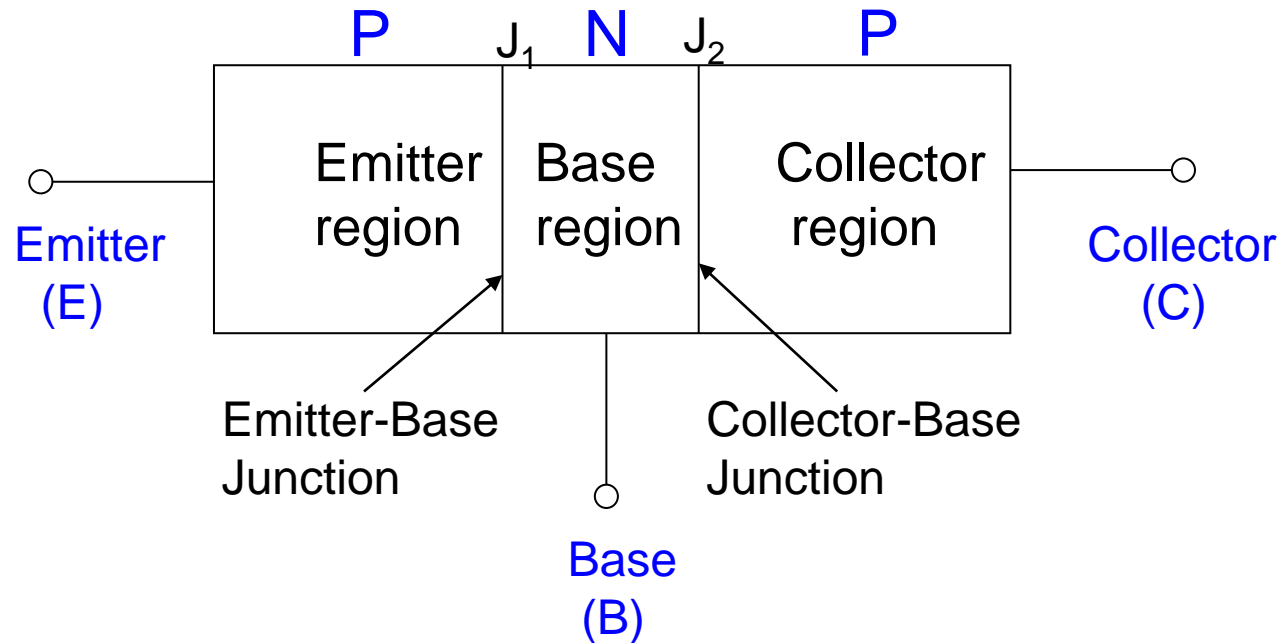 P J₁ N J₂ P
Emitter region
Base region
Collector region
Emitter
(E)
Collector
(C)
Emitter-Base
Junction
Collector-Base
Junction
Base
(B)